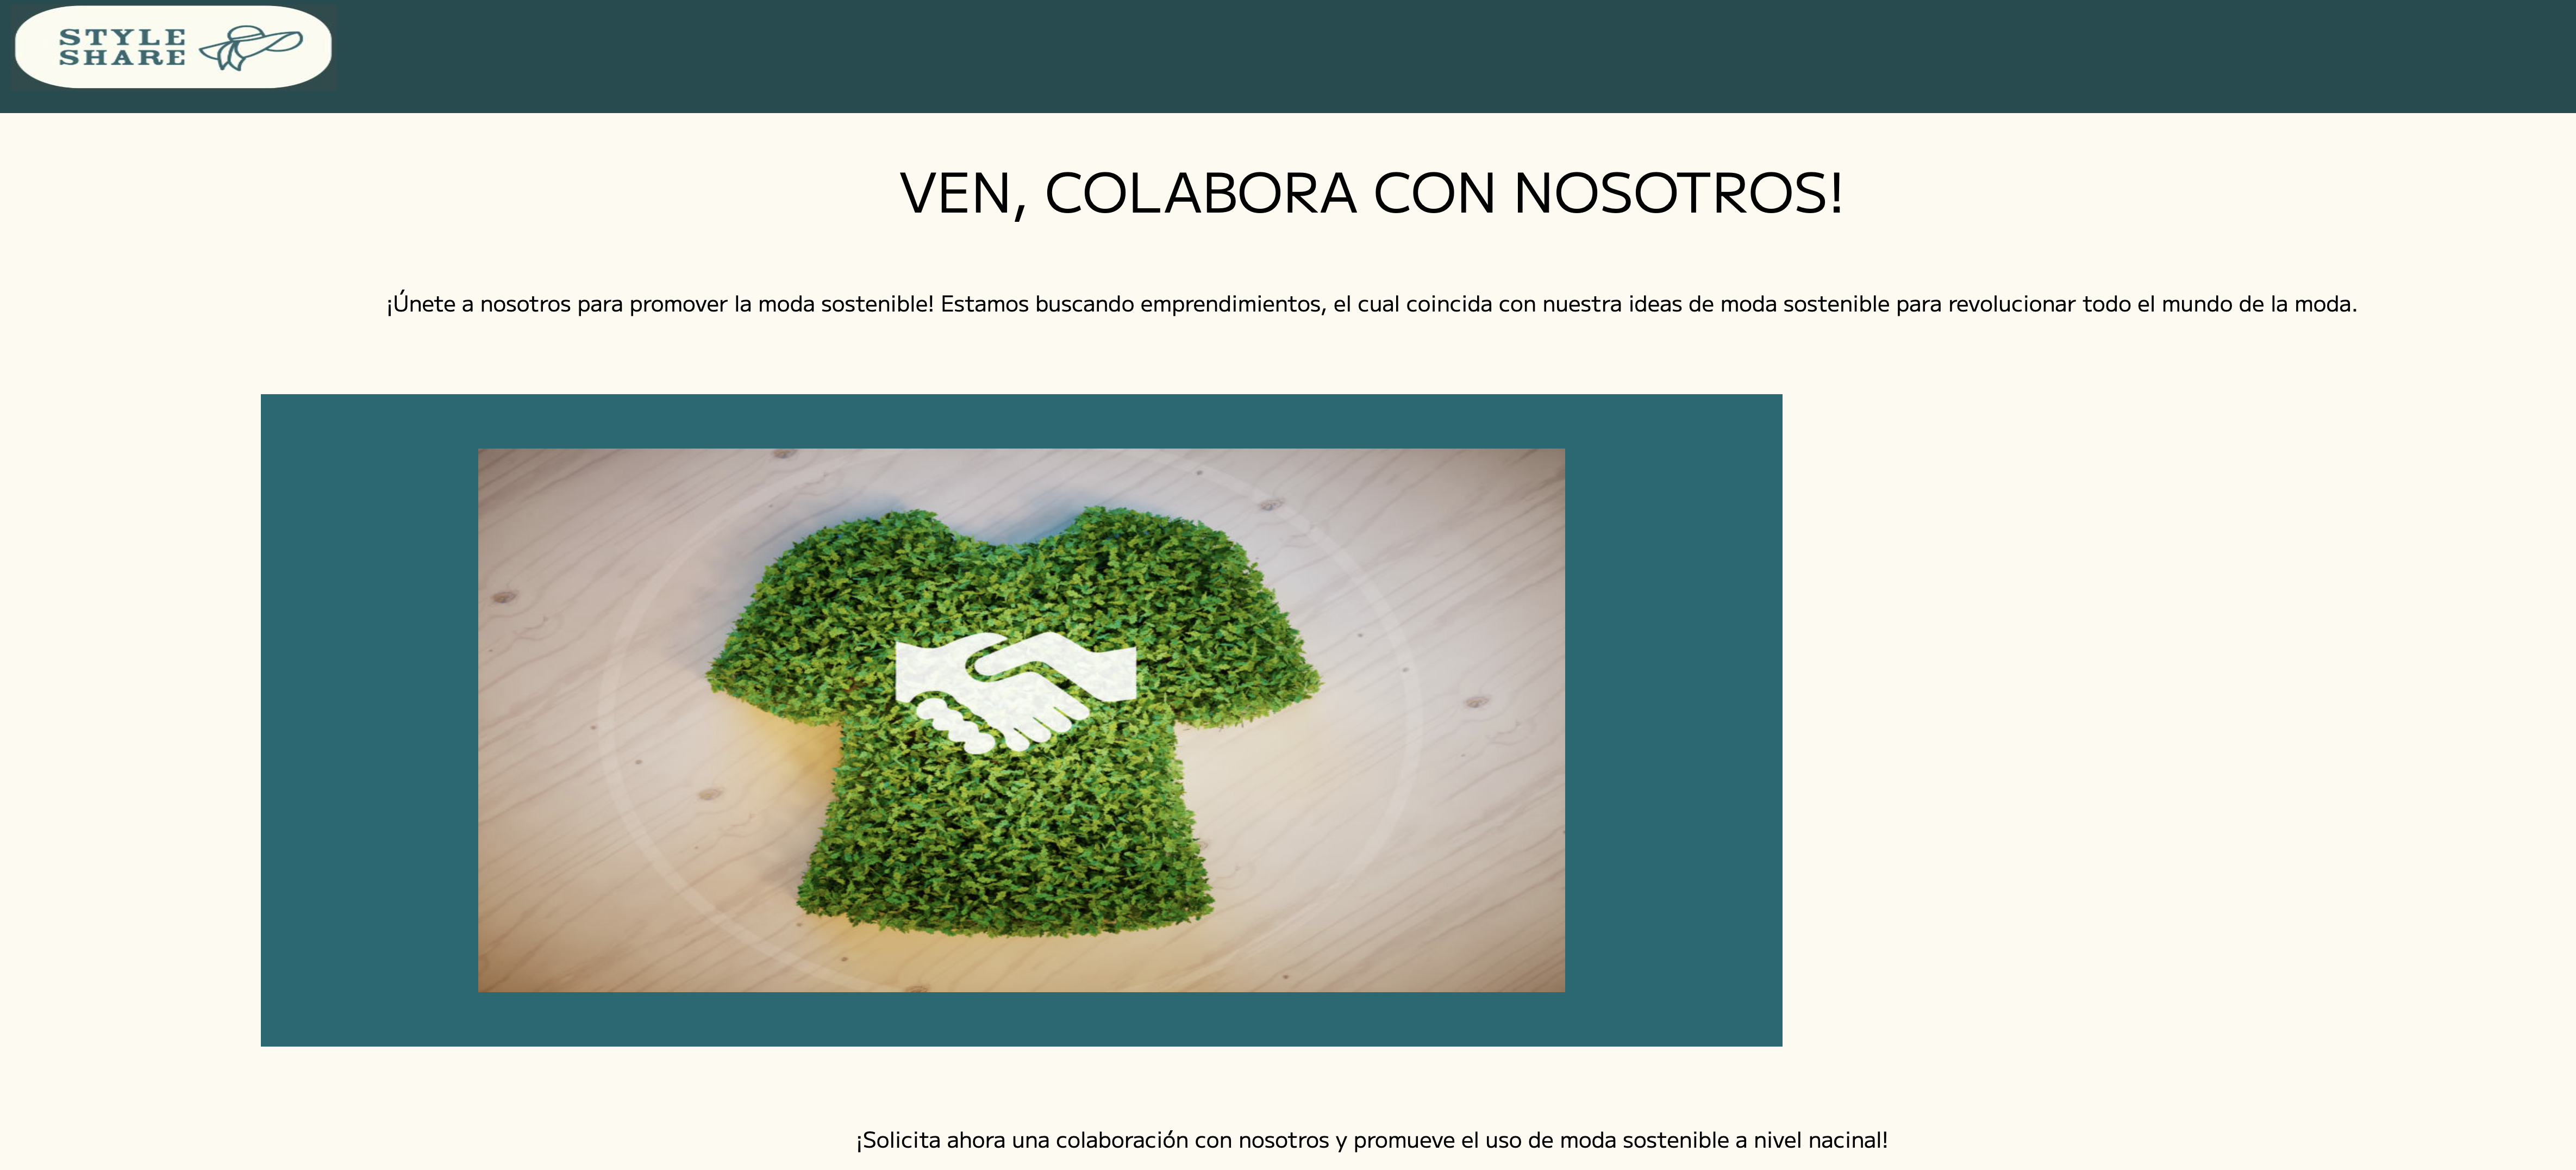 STYLE
SHARE
VEN, COLABORA CON NOSOTROS!
¡Únete a nosotros para promover la moda sostenible! Estamos buscando emprendimientos, el cual coincida con nuestra ideas de moda sostenible para revolucionar todo el mundo de la moda.
¡Solicita ahora una colaboración con nosotros y promueve el uso de moda sostenible a nivel nacinal!